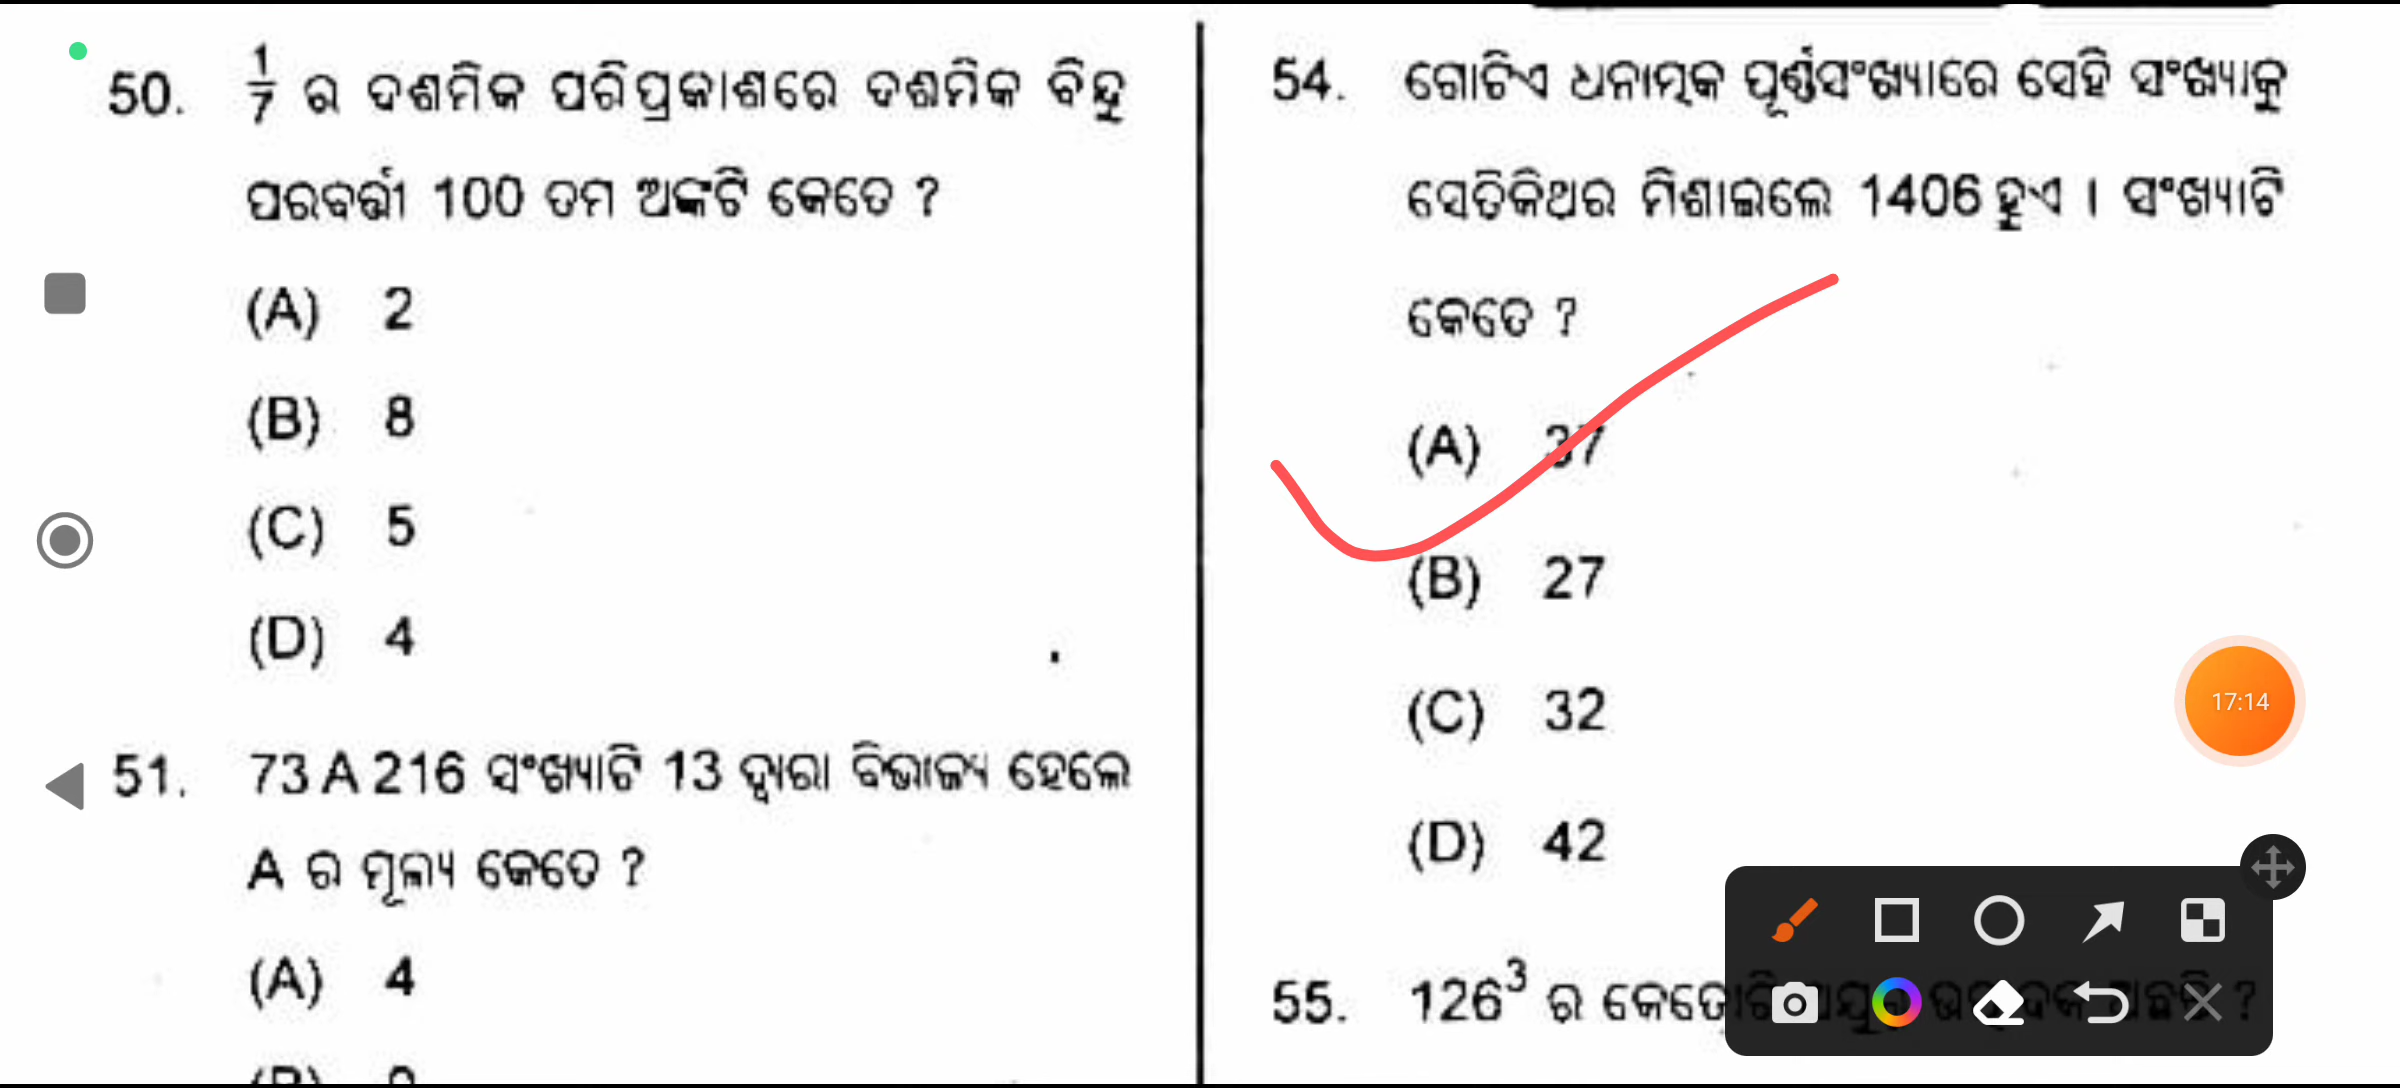 50. 1/7 ର ଦଶମିକ ପରିପ୍ରକାଶରେ ଦଶମିକ ବିନ୍ଦୁ
ପରବର୍ତ୍ତୀ 100 ତମ ଅଙ୍କଟି କେତେ ?
(A) 2
(B) 8
(C) 5
(D) 4
51. 73 A 216 ସଂଖ୍ୟାଟି 13 ଦ୍ୱାରା ବିଭାଜ୍ୟ ହେଲେ
A ର ମୂଲ୍ୟ କେତେ ?
(A) 4
54. ଗୋଟିଏ ଧନାତ୍ମକ ପୂର୍ଣ୍ଣସଂଖ୍ୟାରେ ସେହି ସଂଖ୍ୟାକୁ
ସେତିକିଥର ମିଶାଇଲେ 1406 ହୁଏ । ସଂଖ୍ୟାଟି
କେତେ ?
(A) 37
(B) 27
(C) 32
(D) 42
55. 126³ ର କେତୋଟି ?
17:14